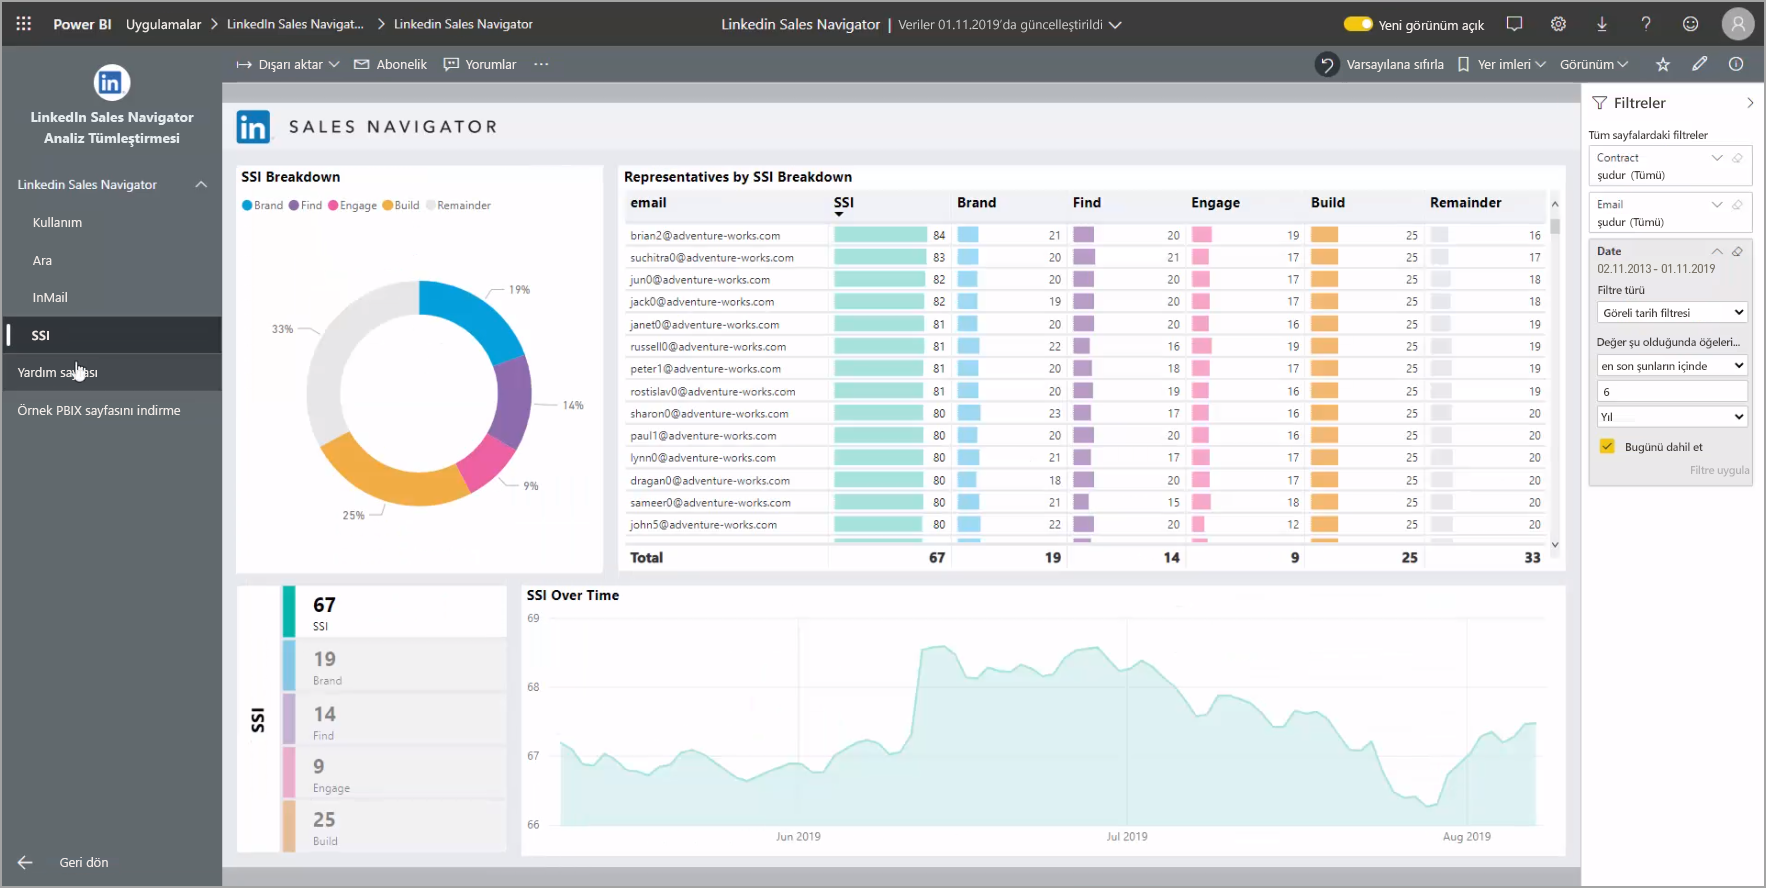 Power BI Uygulamalar LinkedIn Sales Navigat... Linkedin Sales Navigator
Linkedin Sales Navigator | Veriler 01.11.2019'da güncelleştirildi
Yeni görünüm açık
Dışarı aktar Abonelik Yorumlar ...
Varsayılana sıfırla Yer imleri Görünüm
in
LinkedIn Sales Navigator
Analiz Tümleştirmesi
Linkedin Sales Navigator
Kullanım
Ara
InMail
SSI
Yardım sayfası
Örnek PBIX sayfasını indirme
Geri dön
in SALES NAVIGATOR
SSI Breakdown
Brand Find Engage Build Remainder
19%
33%
14%
9%
25%
Representatives by SSI Breakdown
email SSI Brand Find Engage Build Remainder
brian2@adventure-works.com 84 21 20 19 25 16
suchitra0@adventure-works.com 83 20 21 17 25 17
jun0@adventure-works.com 82 20 20 17 25 18
jack0@adventure-works.com 82 19 20 17 25 18
janet0@adventure-works.com 81 20 20 16 25 19
russell0@adventure-works.com 81 22 16 19 25 19
peter1@adventure-works.com 81 20 18 17 25 19
rostislav0@adventure-works.com 81 20 19 16 25 19
sharon0@adventure-works.com 80 23 17 16 25 20
paul1@adventure-works.com 80 20 20 16 25 20
lynn0@adventure-works.com 80 21 17 17 25 20
dragan0@adventure-works.com 80 18 20 17 25 20
sameer0@adventure-works.com 80 21 15 18 25 20
john5@adventure-works.com 80 22 20 12 25 20
Total 67 19 14 9 25 33
SSI
67
SSI
19
Brand
14
Find
9
Engage
25
Build
SSI Over Time
69
68
67
66
Jun 2019 Jul 2019 Aug 2019
Filtreler
Tüm sayfalardaki filtreler
Contract
şudur (Tümü)
Email
şudur (Tümü)
Date
02.11.2013 - 01.11.2019
Filtre türü
Göreli tarih filtresi
Değer şu olduğunda öğeleri...
en son şunların içinde
6
Yıl
Bugünü dahil et
Filtre uygula